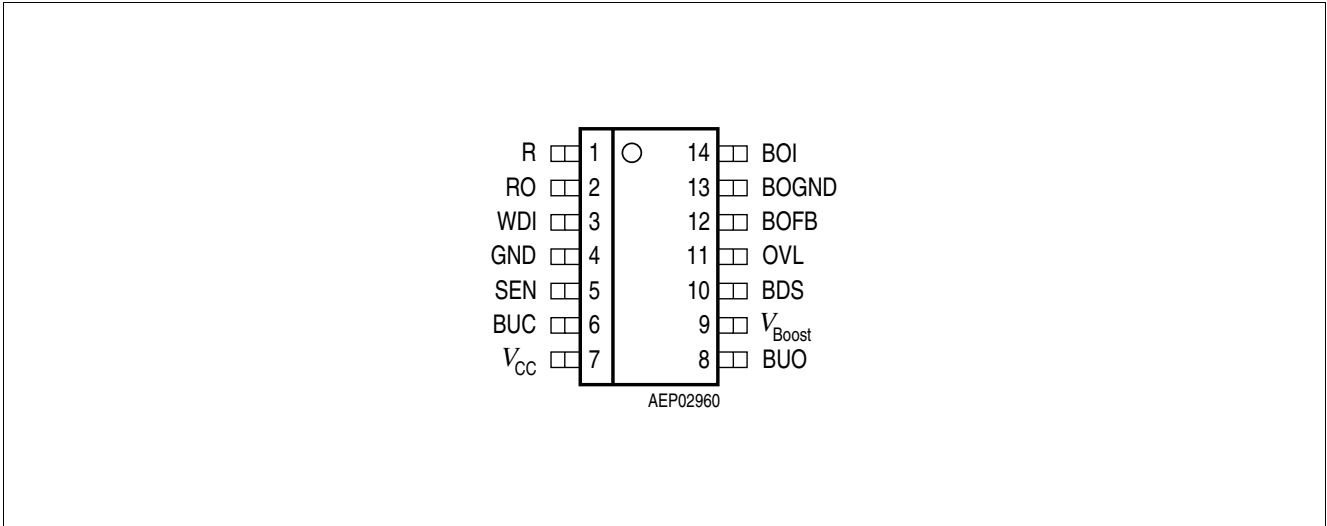 R 1 14 BOI
RO 2 13 BOGND
WDI 3 12 BOFB
GND 4 11 OVL
SEN 5 10 BDS
BUC 6 9 VBoost
VCC 7 8 BUO
AEP02960